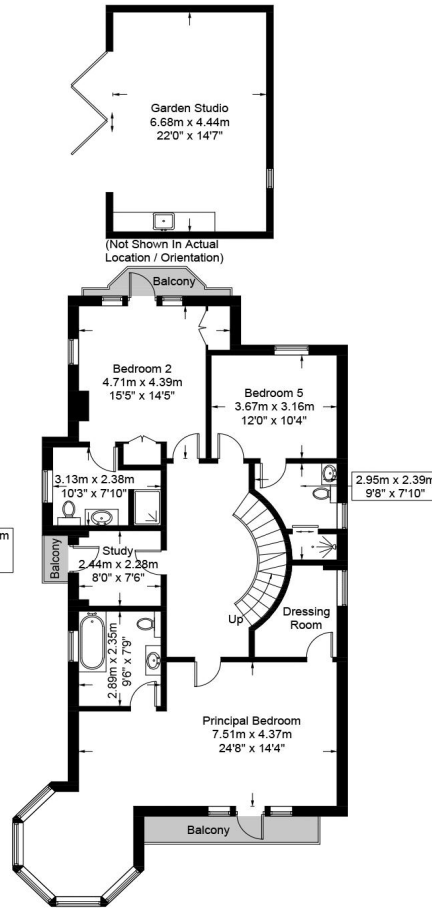 Garden Studio
6.68m x 4.44m
22'0" x 14'7"
(Not Shown In Actual
Location / Orientation)
Balcony
Bedroom 2
4.71m x 4.39m
15'5" x 14'5"
Bedroom 5
3.67m x 3.16m
12'0" x 10'4"
3.13m x 2.38m
10'3" x 7'10"
2.95m x 2.39m
9'8" x 7'10"
m
Balcony
Study
2.44m x 2.28m
8'0" x 7'6"
Up
Dressing
Room
2.89m x 2.35m
9'6" x 7'9"
Principal Bedroom
7.51m x 4.37m
24'8" x 14'4"
Balcony